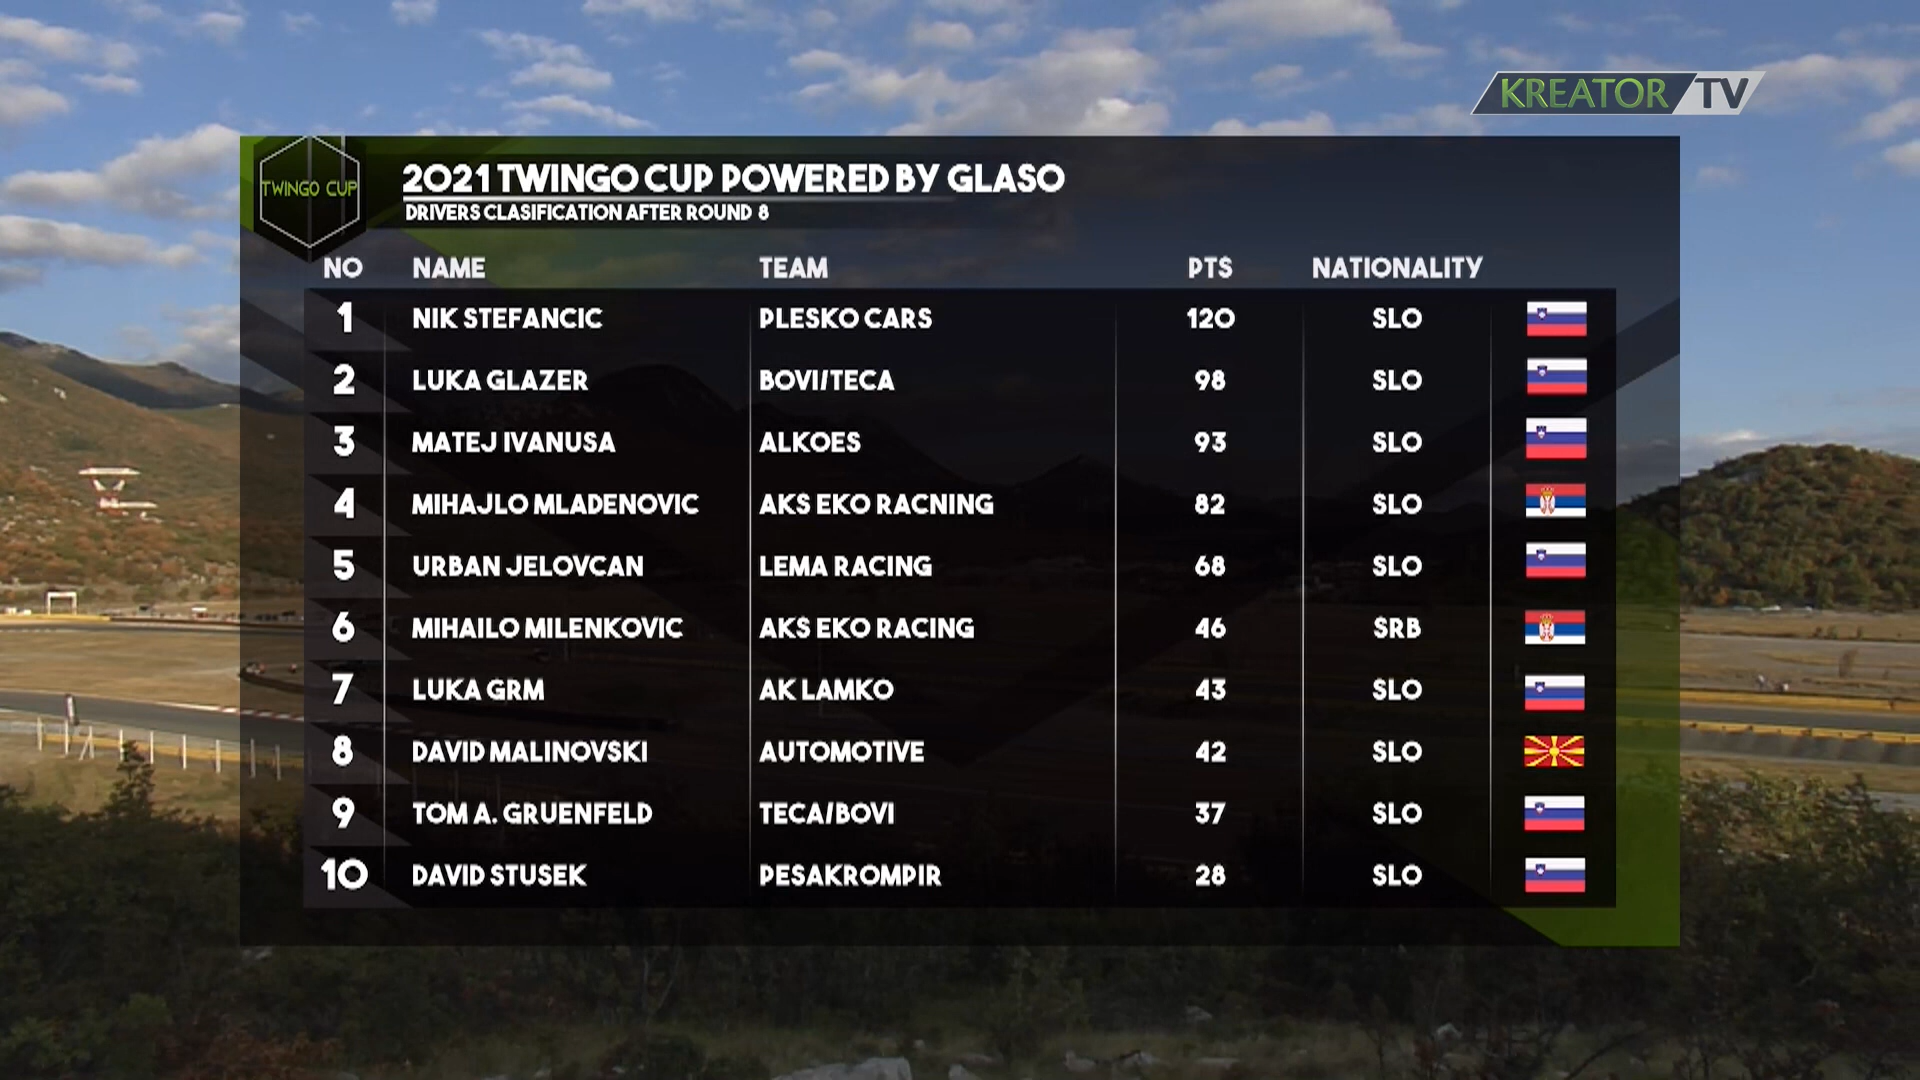 KREATOR TV
TWINGO CUP
2021 TWINGO CUP POWERED BY GLASO
DRIVERS CLASIFICATION AFTER ROUND 8
NO NAME TEAM PTS NATIONALITY
1 NIK STEFANCIC PLESKO CARS 120 SLO
2 LUKA GLAZER BOVI/TECA 98 SLO
3 MATEJ IVANUSA ALKOES 93 SLO
4 MIHAJLO MLADENOVIC AKS EKO RACNING 82 SLO
5 URBAN JELOVCAN LEMA RACING 68 SLO
6 MIHAILO MILENKOVIC AKS EKO RACING 46 SRB
7 LUKA GRM AK LAMKO 43 SLO
8 DAVID MALINOVSKI AUTOMOTIVE 42 SLO
9 TOM A. GRUENFELD TECA/BOVI 37 SLO
10 DAVID STUSEK PESAKROMPIR 28 SLO